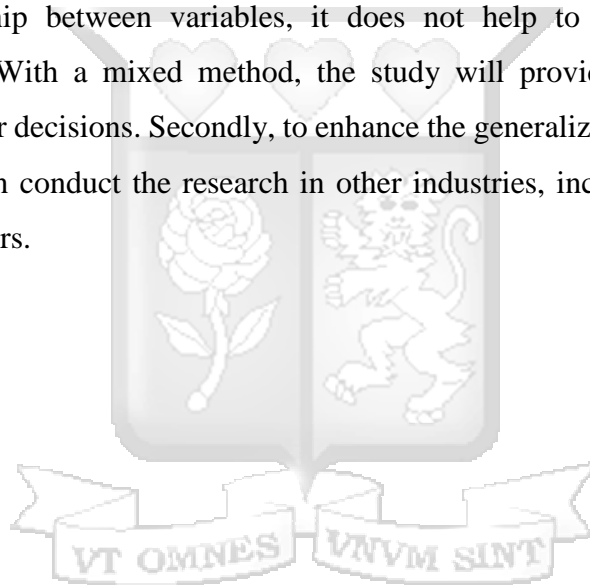 hip between variables, it does not help to
With a mixed method, the study will provi
r decisions. Secondly, to enhance the generaliz
n conduct the research in other industries, inc
rs.
VT OMNES VNVM SINT